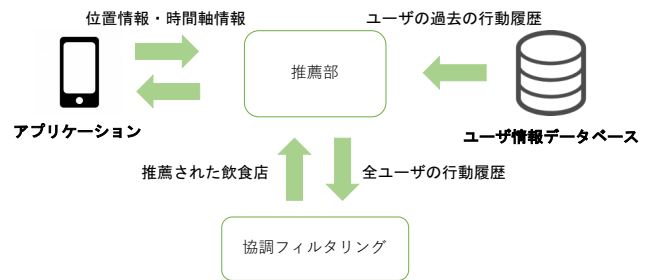 位置情報・時間軸情報
ユーザの過去の行動履歴
推薦部
アプリケーション
ユーザ情報データベース
推薦された飲食店
全ユーザの行動履歴
協調フィルタリング